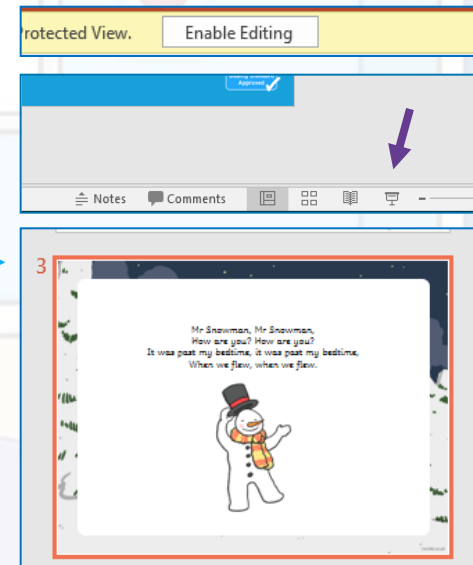 rotected View. Enable Editing
Approved
Notes Comments
3
Mr Snowman, Mr Snowman,
How are you? How are you?
It was past my bedtime, it was past my bedtime,
When we flew, when we flew.